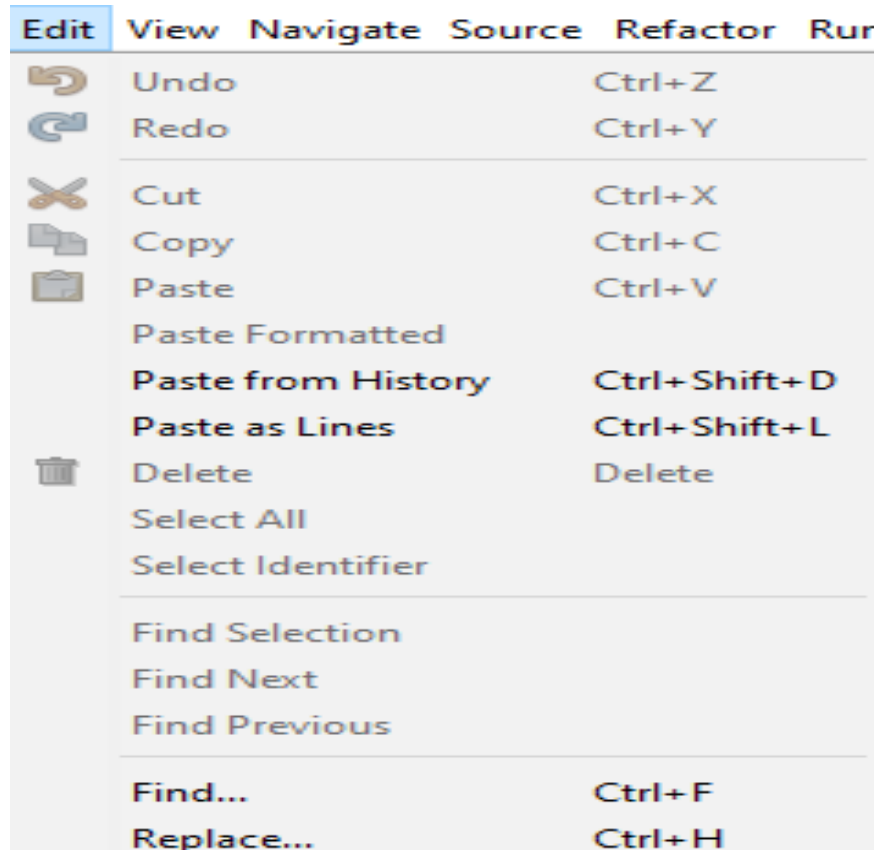 Edit View Navigate Source Refactor
Undo Ctrl+Z
Redo Ctrl+Y
Cut Ctrl+X
Copy Ctrl+C
Paste Ctrl+V
Paste Formatted
Paste from History Ctrl+Shift+D
Paste as Lines Ctrl+Shift+L
Delete Delete
Select All
Select Identifier
Find Selection
Find Next
Find Previous
Find... Ctrl+F
Replace... Ctrl+H